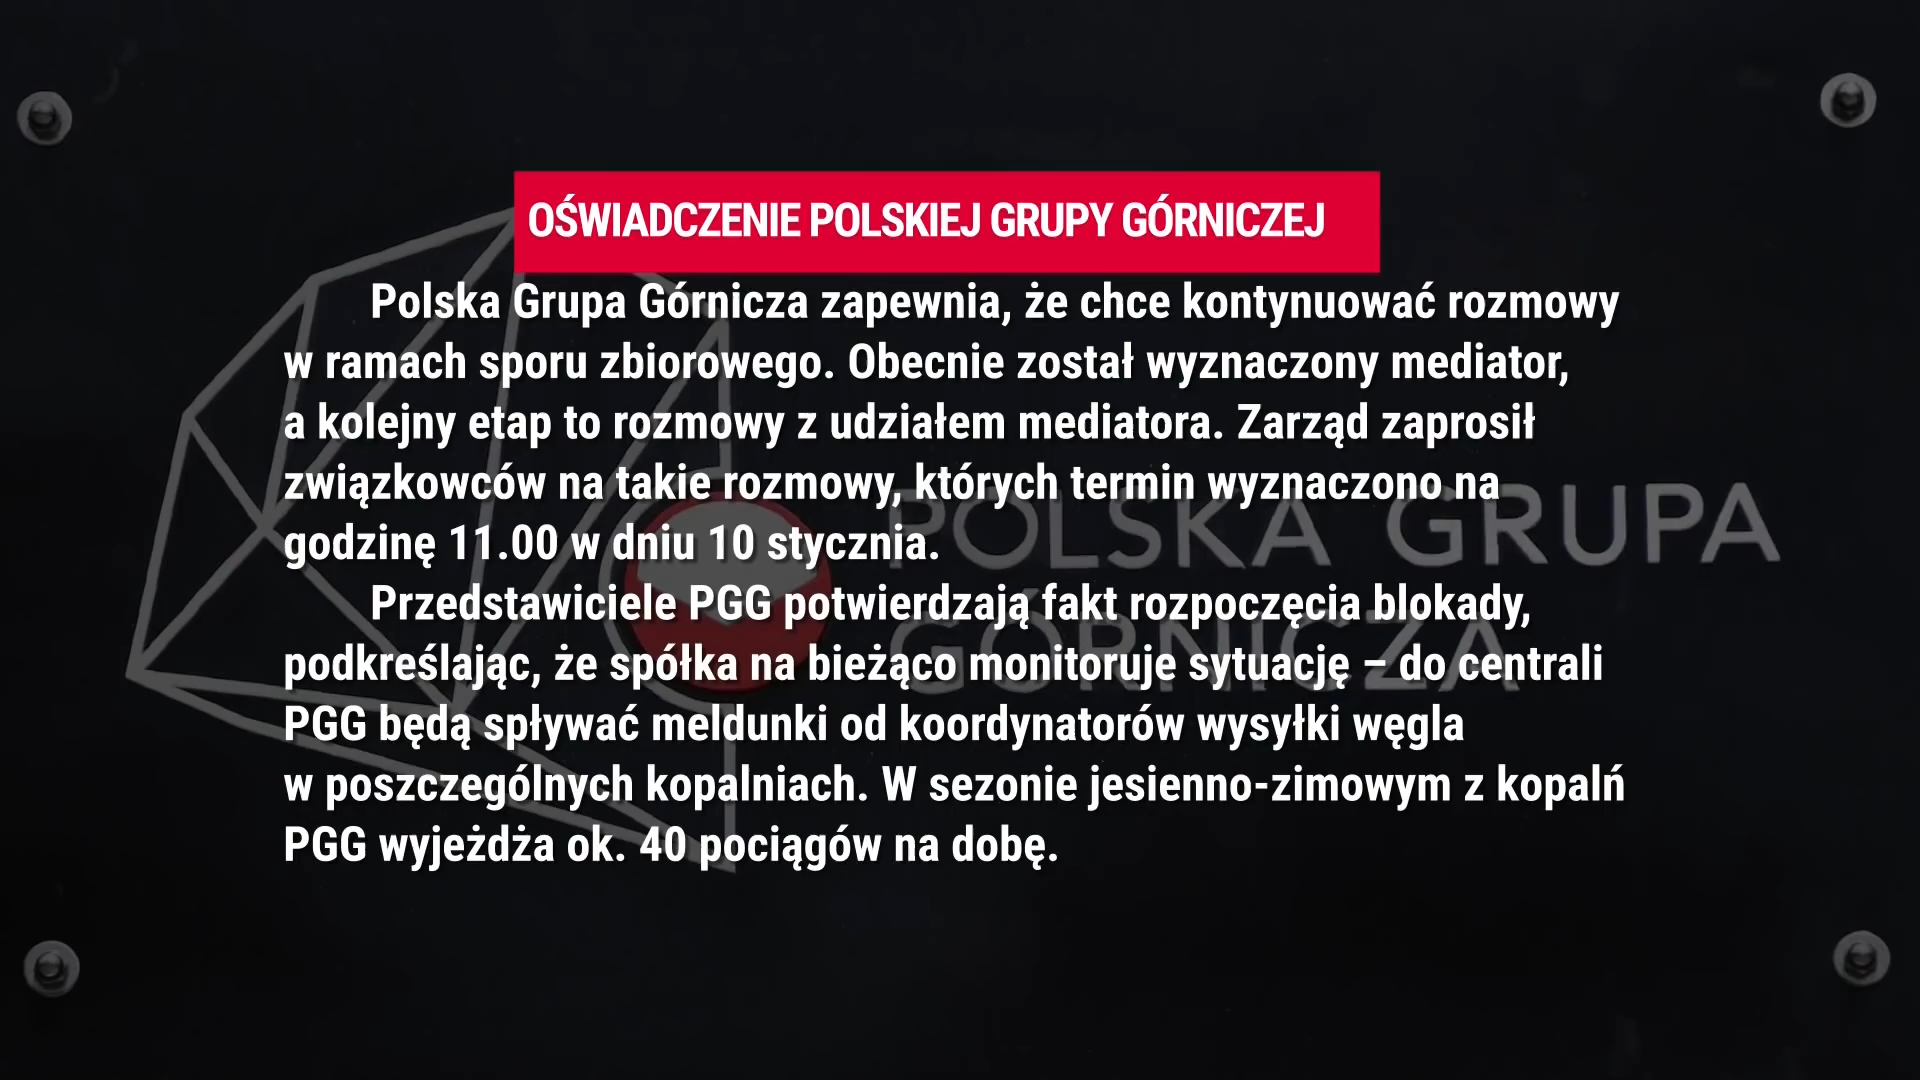 OŚWIADCZENIE POLSKIEJ GRUPY GÓRNICZEJ
Polska Grupa Górnicza zapewnia, że chce kontynuować rozmowy
w ramach sporu zbiorowego. Obecnie został wyznaczony mediator,
a kolejny etap to rozmowy z udziałem mediatora. Zarząd zaprosił
związkowców na takie rozmowy, których termin wyznaczono na
godzinę 11.00 w dniu 10 stycznia.
Przedstawiciele PGG potwierdzają fakt rozpoczęcia blokady,
podkreślając, że spółka na bieżąco monitoruje sytuację – do centrali
PGG będą spływać meldunki od koordynatorów wysyłki węgla
w poszczególnych kopalniach. W sezonie jesienno-zimowym z kopalń
PGG wyjeżdża ok. 40 pociągów na dobę.
POLSKA GRUPA
GÓRNICZA